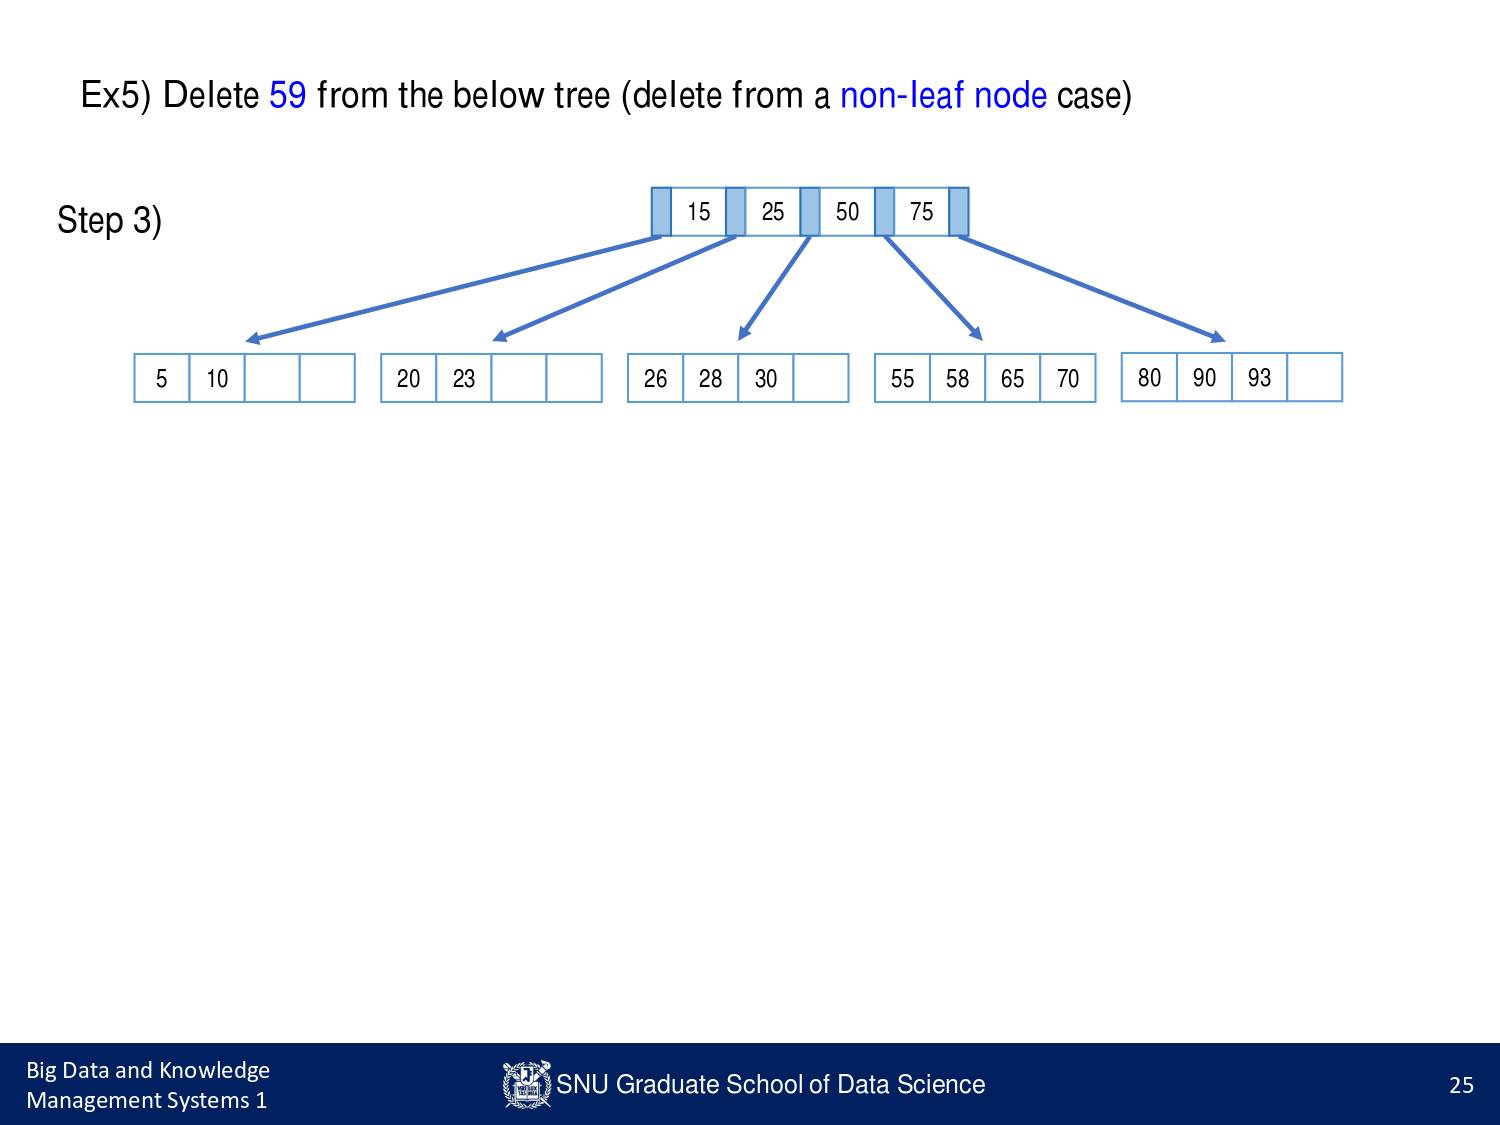 Ex5) Delete 59 from the below tree (delete from a non-leaf node case)
Step 3)
15 25 50 75
5 10 20 23 26 28 30 55 58 65 70 80 90 93
Big Data and Knowledge
Management Systems 1
SNU Graduate School of Data Science
25